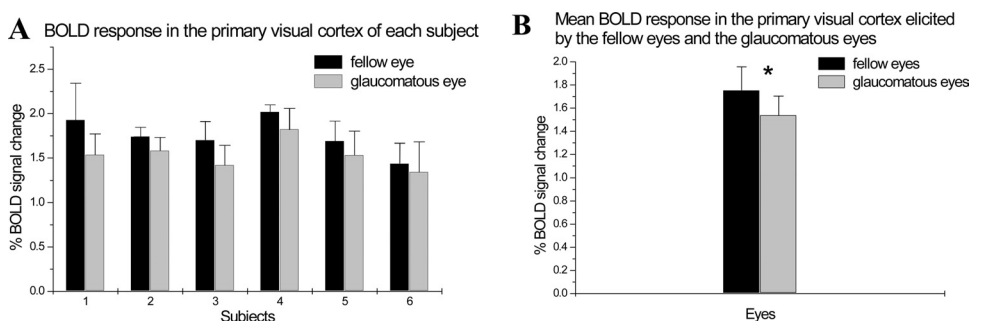 A
BOLD response in the primary visual cortex of each subject
fellow eye
glaucomatous eye
% BOLD signal change
2.5
2.0
1.5
1.0
0.5
0.0
1 2 3 4 5 6
Subjects
B
Mean BOLD response in the primary visual cortex elicited
by the fellow eyes and the glaucomatous eyes
fellow eyes
glaucomatous eyes
*
% BOLD signal change
2.0
1.8
1.6
1.4
1.2
1.0
0.8
0.6
0.4
0.2
0.0
Eyes